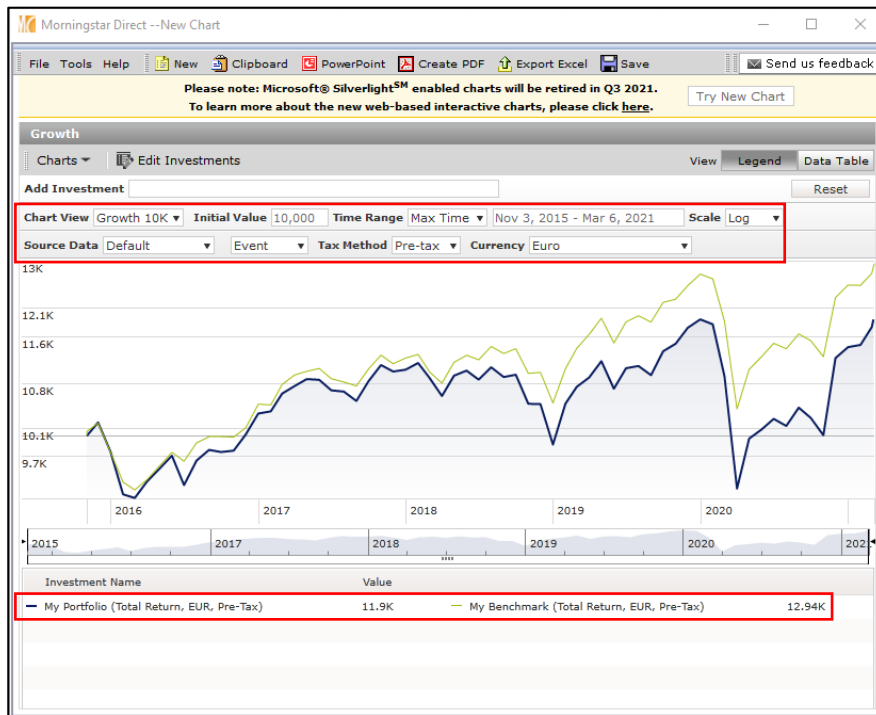 Morningstar Direct --New Chart
File Tools Help New Clipboard PowerPoint Create PDF Export Excel Save Send us feedback
Please note: Microsoft® Silverlight℠ enabled charts will be retired in Q3 2021.
To learn more about the new web-based interactive charts, please click here.
Try New Chart
Growth
Charts Edit Investments View Legend Data Table
Add Investment Reset
Chart View Growth 10K Initial Value 10,000 Time Range Max Time Nov 3, 2015 - Mar 6, 2021 Scale Log
Source Data Default Event Tax Method Pre-tax Currency Euro
13K
12.1K
11.6K
10.8K
10.1K
9.7K
2016 2017 2018 2019 2020
2015 2017 2018 2019 2020 2021
Investment Name Value
My Portfolio (Total Return, EUR, Pre-Tax) 11.9K My Benchmark (Total Return, EUR, Pre-Tax) 12.94K